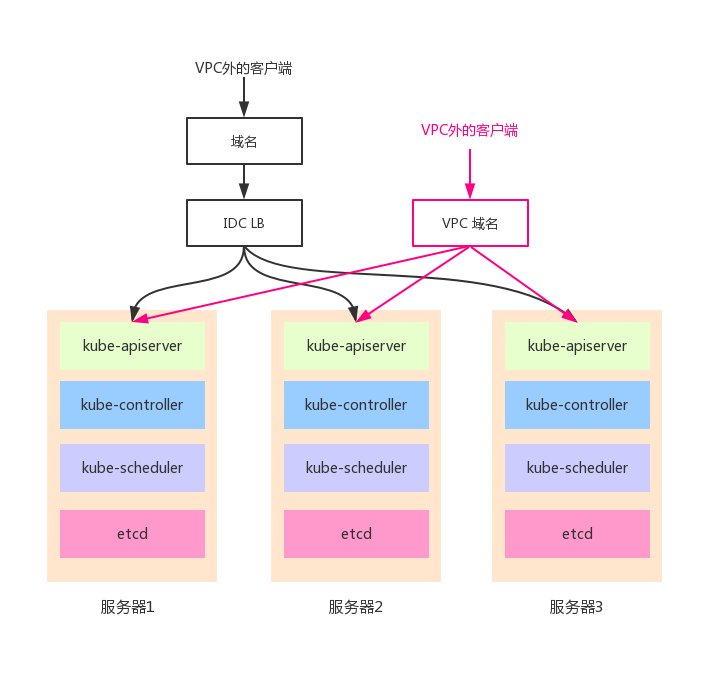 VPC外的客户端
域名
VPC外的客户端
IDC LB
VPC 域名
kube-apiserver
kube-apiserver
kube-apiserver
kube-controller
kube-controller
kube-controller
kube-scheduler
kube-scheduler
kube-scheduler
etcd
etcd
etcd
服务器1
服务器2
服务器3